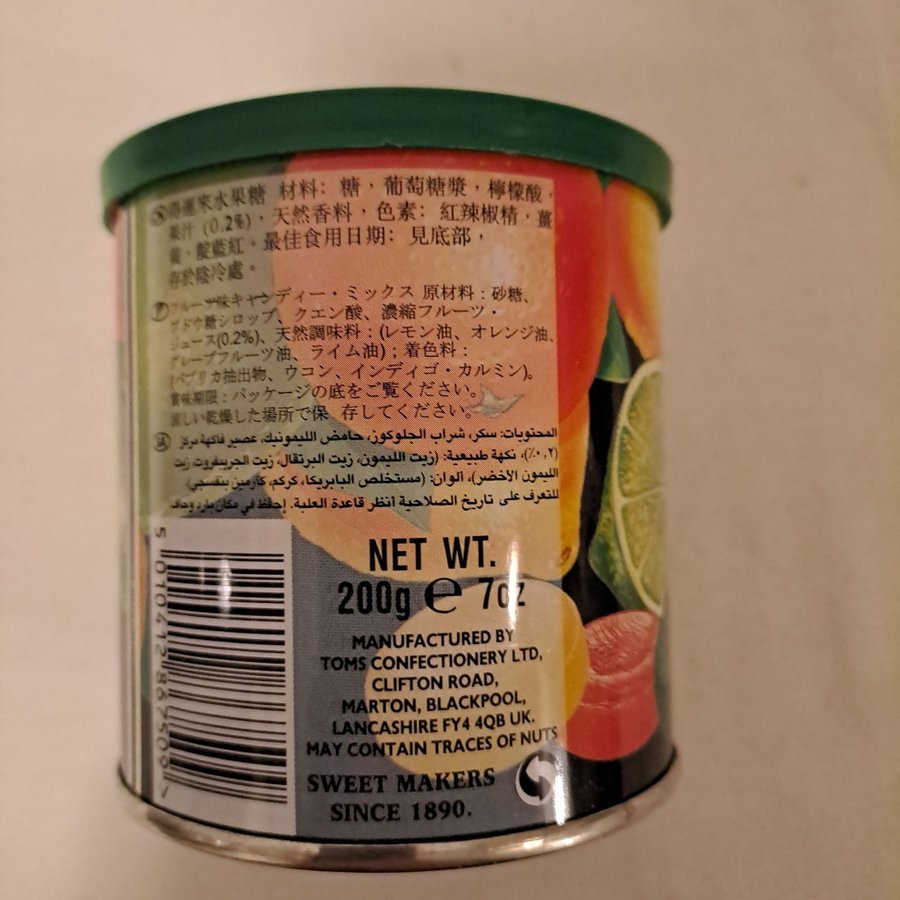 得運來水果糖 材料: 糖，葡萄糖漿，檸檬酸，
果汁 (0.2%)，天然香料，色素: 紅辣椒精，薑
黃，靛藍紅。最佳食用日期: 見底部，
存於陰冷處。
フルーツ味キャンディー・ミックス 原材料：砂糖、
ブドウ糖シロップ、クエン酸、濃縮フルーツ・
ジュース(0.2%)、天然調味料：(レモン油、オレンジ油、
グレープフルーツ油、ライム油)；着色料：
(パプリカ抽出物、ウコン、インディゴ・カルミン)。
賞味期限：パッケージの底をご覧ください。
涼しい乾燥した場所で保 存してください。
المحتويات: سكر، شراب الجلوكوز، حامض الليمونيك، عصير فاكهة مركز
(٠,٢٪)، نكهة طبيعية: (زيت الليمون، زيت البرتقال، زيت الجريبفروت، زيت
الليمون الأخضر)، ألوان: (مستخلص البابريكا، كركم، كارمين بنفسجي).
للتعرف على تاريخ الصلاحية انظر قاعدة العلبة. إحفظ في مكان بارد وجاف.
NET WT.
200g e 7oz
MANUFACTURED BY
TOMS CONFECTIONERY LTD,
CLIFTON ROAD,
MARTON, BLACKPOOL,
LANCASHIRE FY4 4QB UK.
MAY CONTAIN TRACES OF NUTS
SWEET MAKERS
SINCE 1890.
5 010412 867500 >